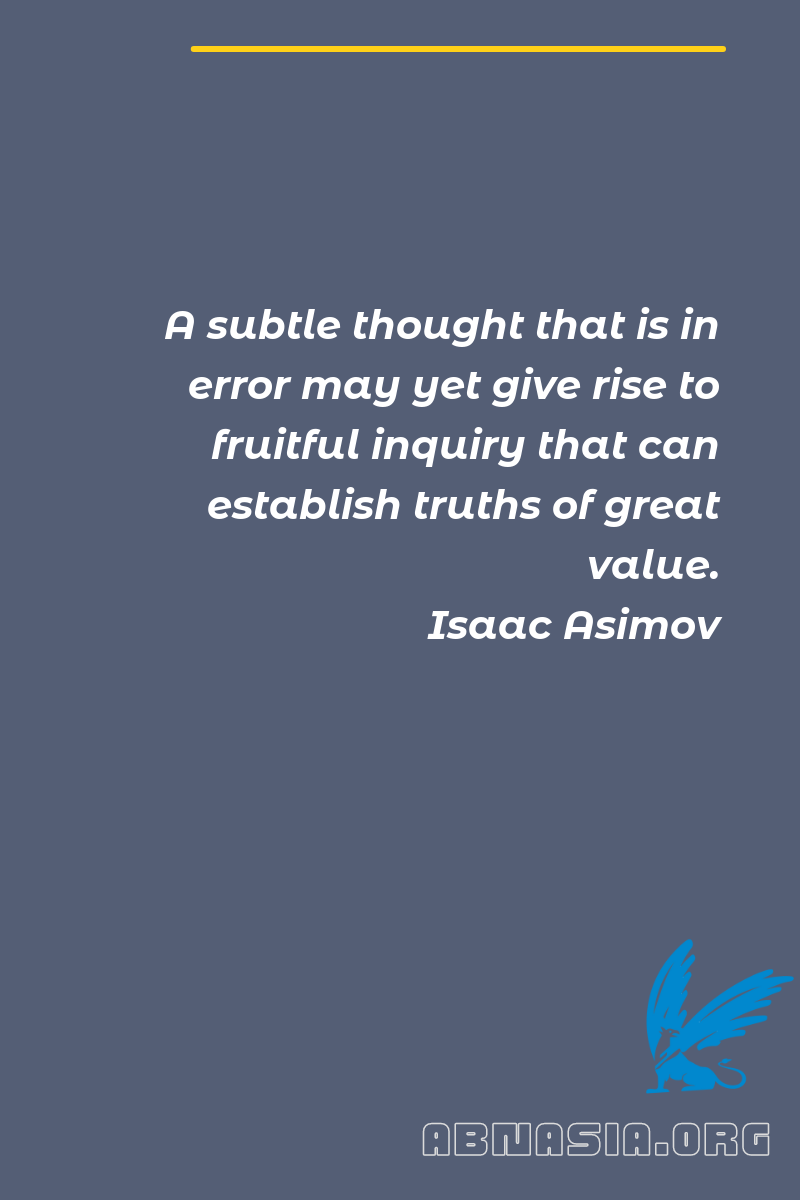 A subtle thought that is in
error may yet give rise to
fruitful inquiry that can
establish truths of great
value.
Isaac Asimov
ABNASIA.ORG